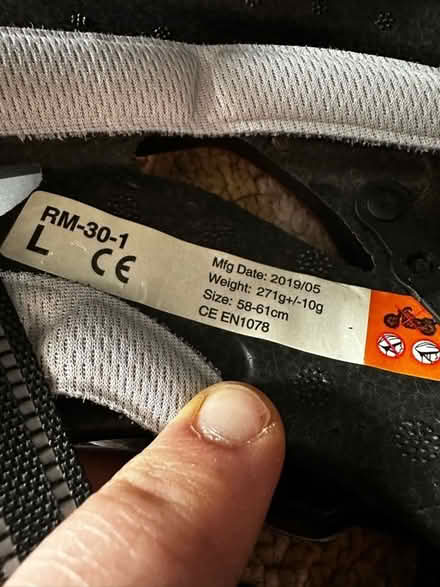 RM-30-1
L CE
Mfg Date: 2019/05
Weight: 271g+/-10g
Size: 58-61cm
CE EN1078